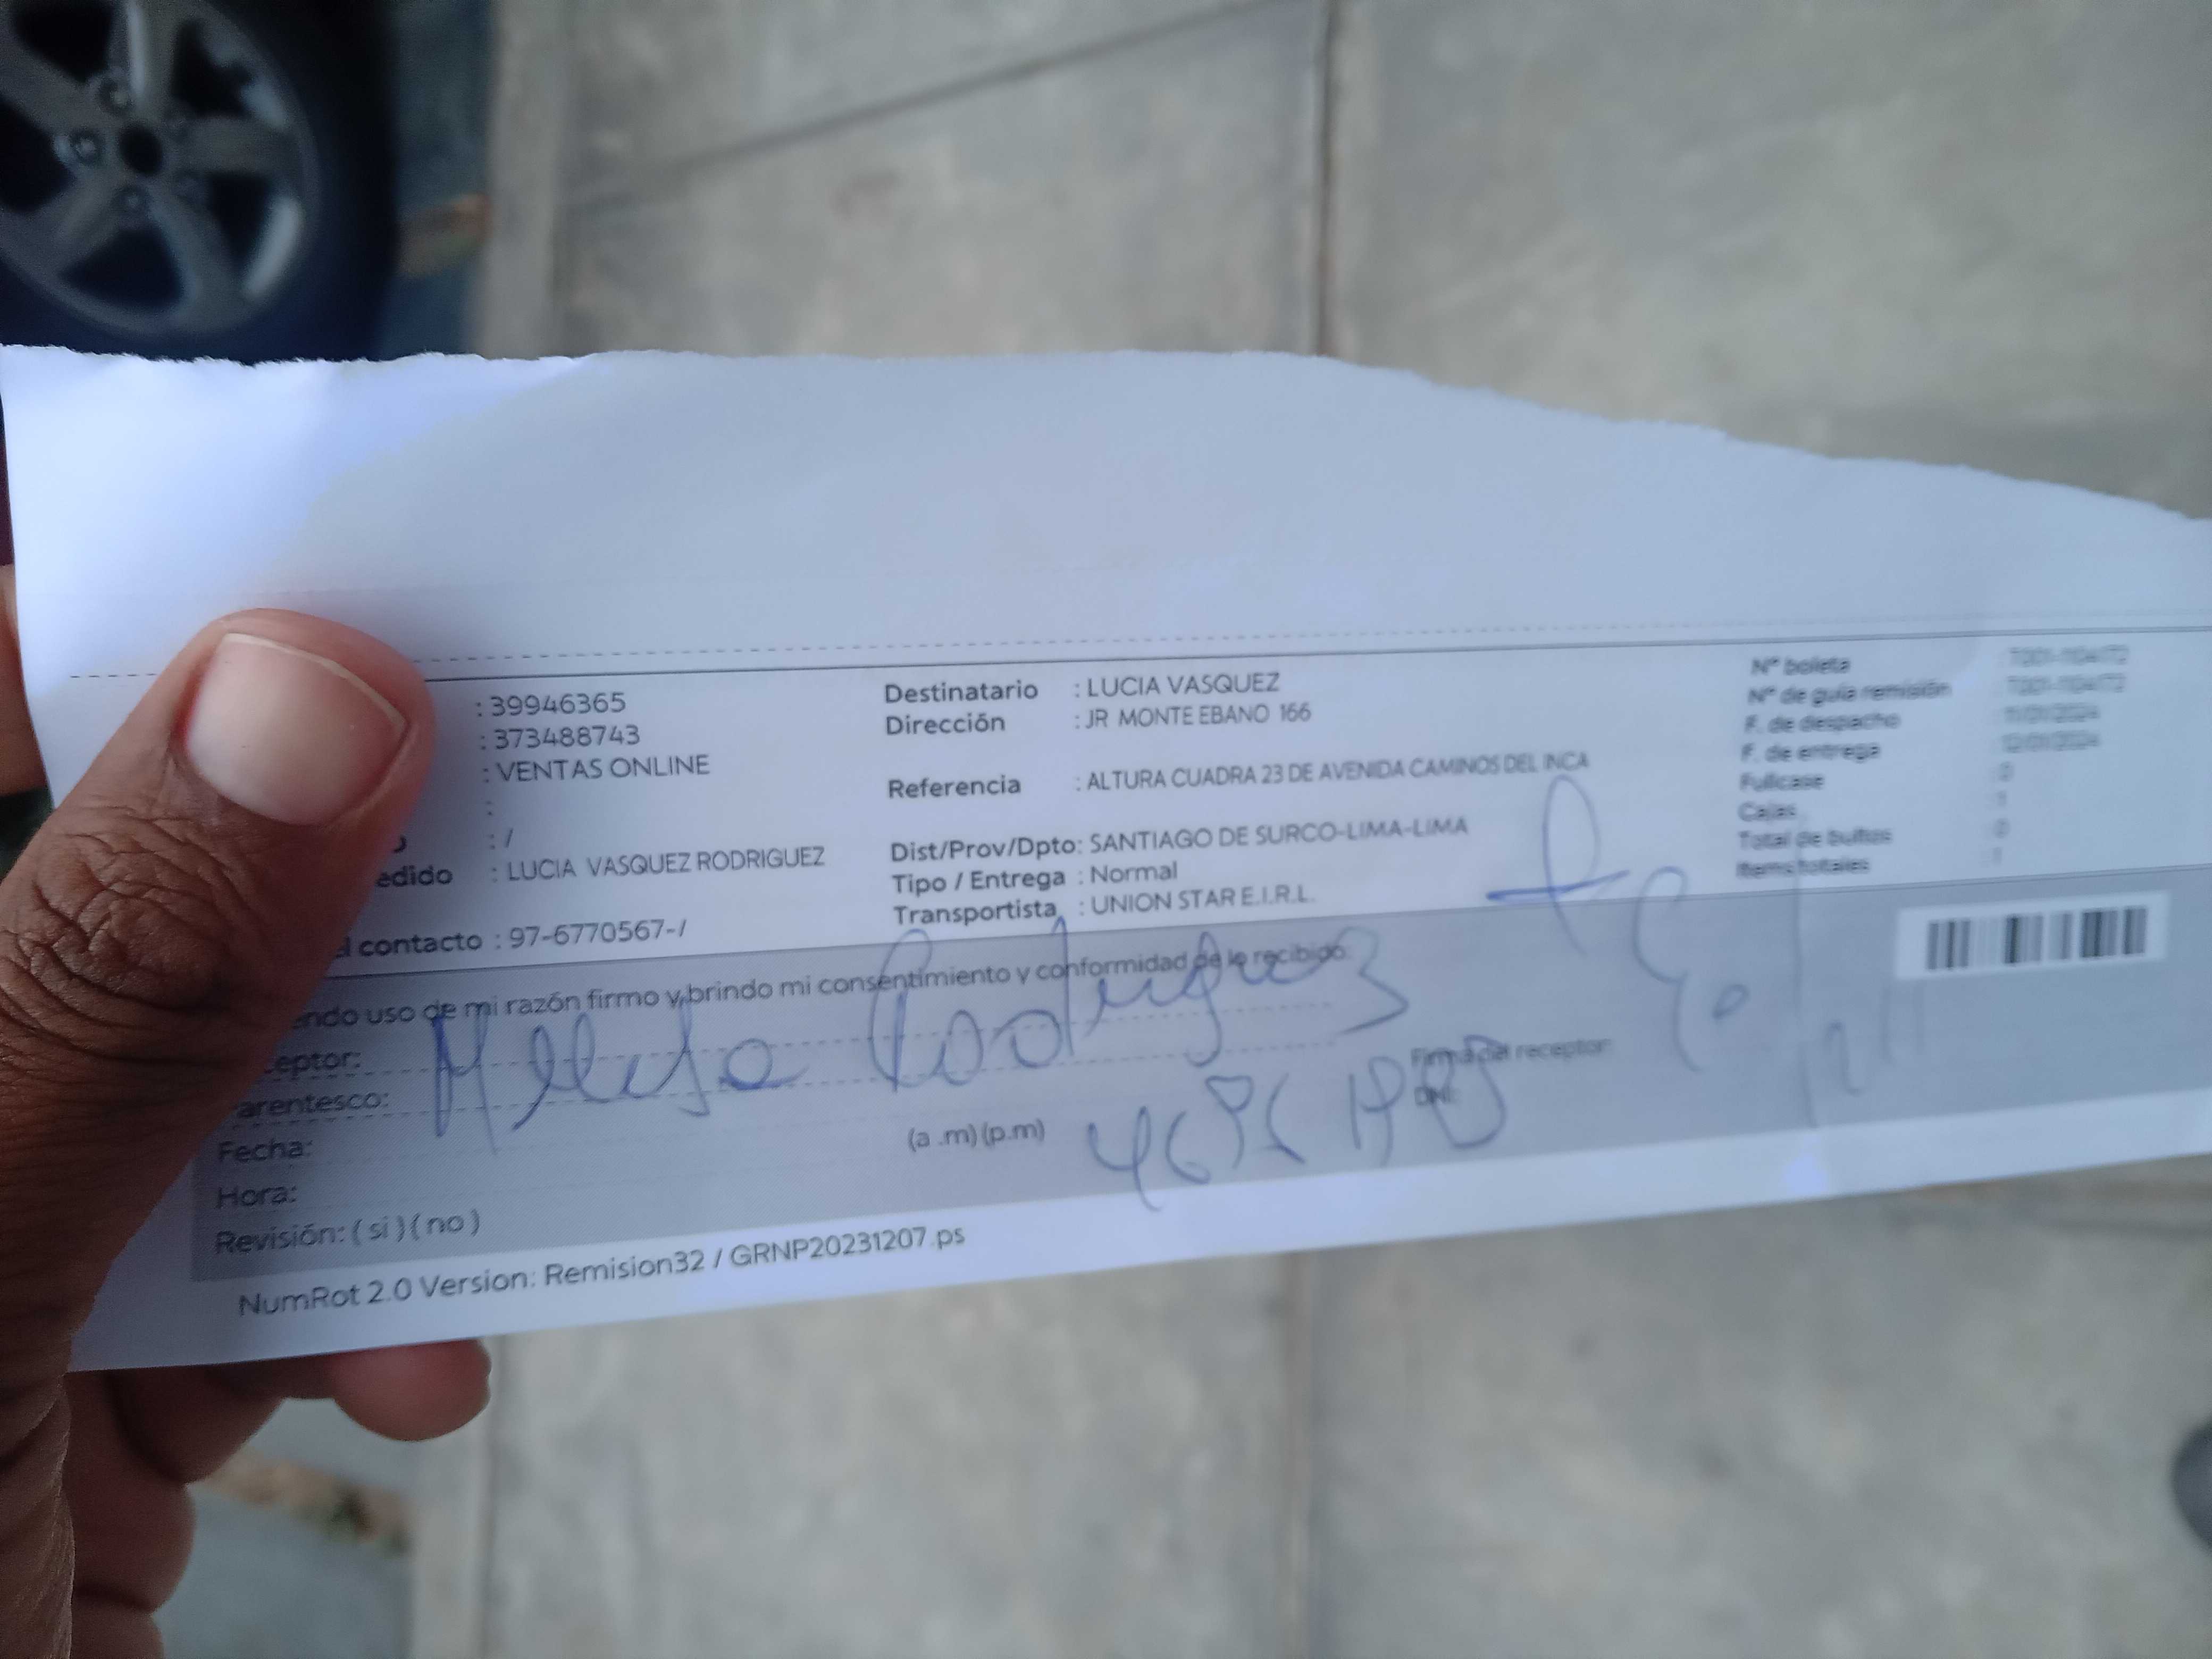 : 39946365
: 373488743
: VENTAS ONLINE
:
: /
edido : LUCIA VASQUEZ RODRIGUEZ
l contacto : 97-6770567-/
Destinatario : LUCIA VASQUEZ
Dirección : JR MONTE EBANO 166
Referencia : ALTURA CUADRA 23 DE AVENIDA CAMINOS DEL INCA
Dist/Prov/Dpto: SANTIAGO DE SURCO-LIMA-LIMA
Tipo / Entrega : Normal
Transportista : UNION STAR E.I.R.L.
N° boleta
N° de guía remisión
F. de despacho
F. de entrega
Fullcase
Cajas
Total de bultos
Items totales
endo uso de mi razón firmo y brindo mi consentimiento y conformidad de lo recibido:
ceptor:
arentesco:
Rodriguez
Fecha:
(a .m) (p.m)
Firma del receptor:
DNI:
Hora:
Revisión: ( si ) ( no )
NumRot 2.0 Version: Remision32 / GRNP20231207.ps